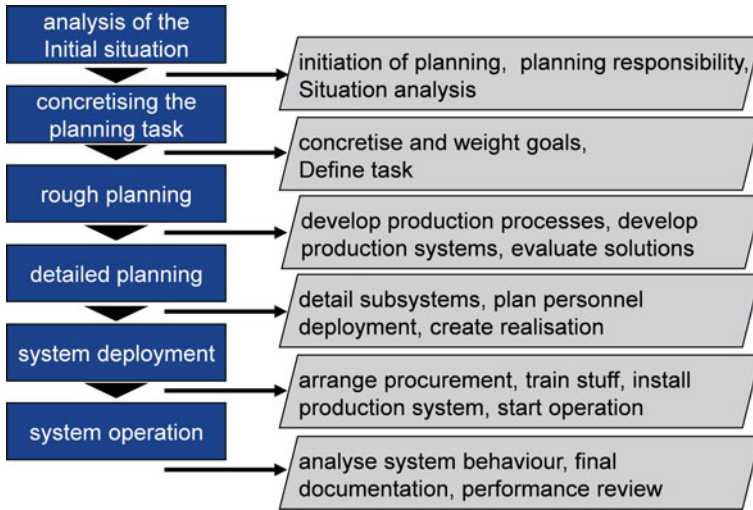 analysis of the
Initial situation
initiation of planning, planning responsibility,
Situation analysis
concretising the
planning task
concretise and weight goals,
Define task
rough planning
develop production processes, develop
production systems, evaluate solutions
detailed planning
detail subsystems, plan personnel
deployment, create realisation
system deployment
arrange procurement, train stuff, install
production system, start operation
system operation
analyse system behaviour, final
documentation, performance review